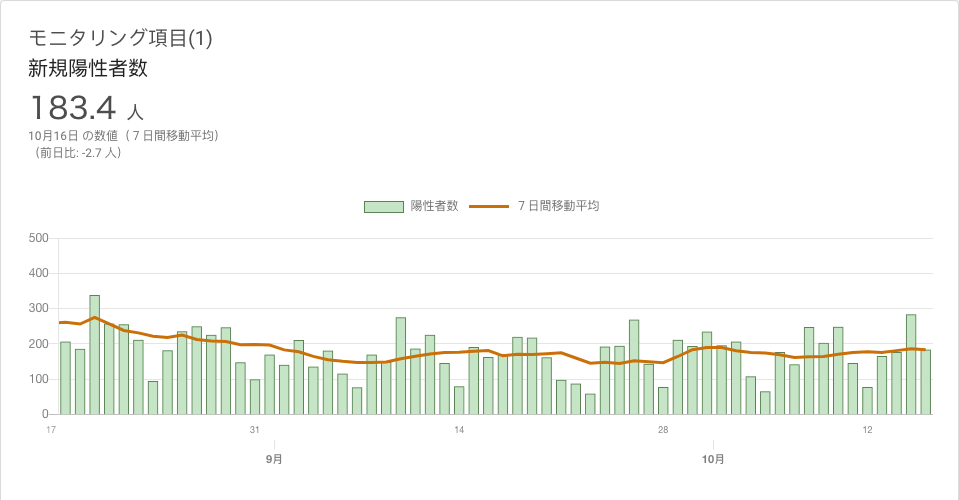 モニタリング項目(1)
新規陽性者数
183.4 人
10月16日 の数値（７日間移動平均）
（前日比: -2.7 人）
陽性者数 ７日間移動平均
500
400
300
200
100
0
17 31 14 28 12
9月 10月